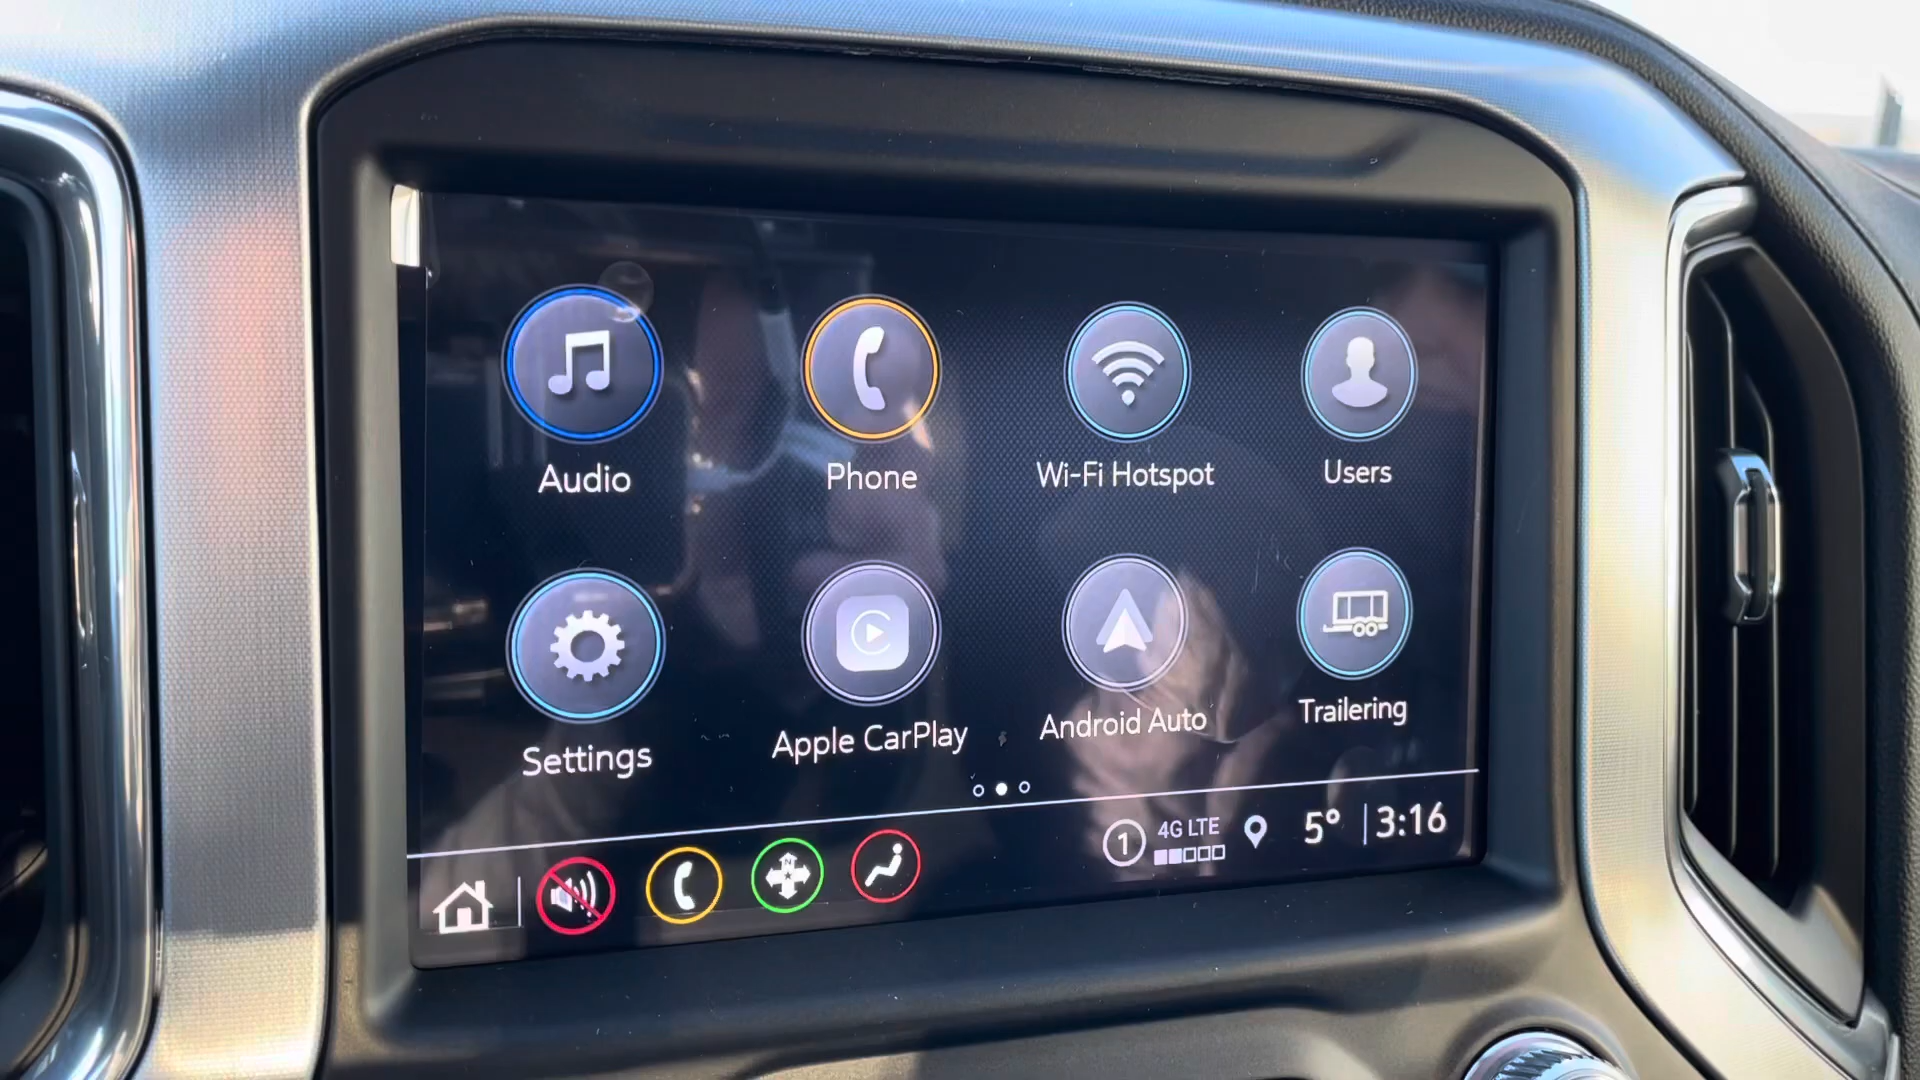 Audio
Phone
Wi-Fi Hotspot
Users
Settings
Apple CarPlay
Android Auto
Trailering
N
1
4G LTE
5°
3:16